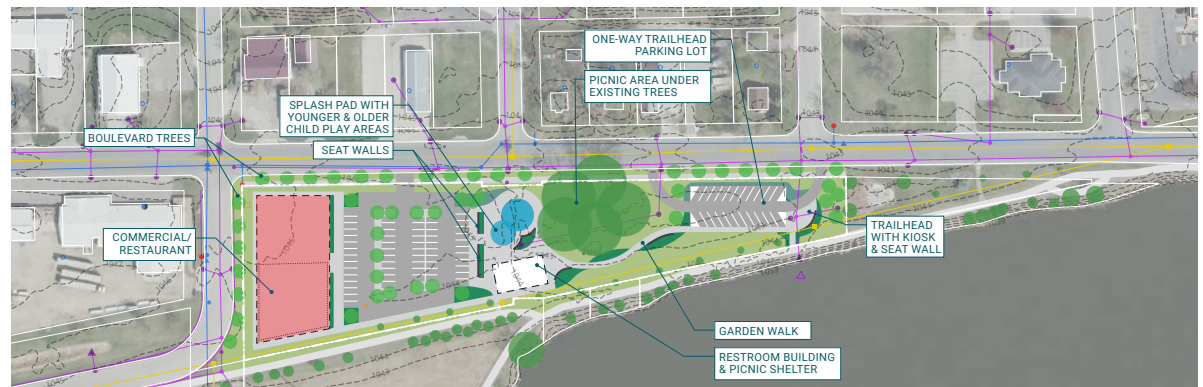 ONE-WAY TRAILHEAD
PARKING LOT
PICNIC AREA UNDER
EXISTING TREES
SPLASH PAD WITH
YOUNGER & OLDER
CHILD PLAY AREAS
BOULEVARD TREES
SEAT WALLS
COMMERCIAL/
RESTAURANT
TRAILHEAD
WITH KIOSK
& SEAT WALL
GARDEN WALK
RESTROOM BUILDING
& PICNIC SHELTER